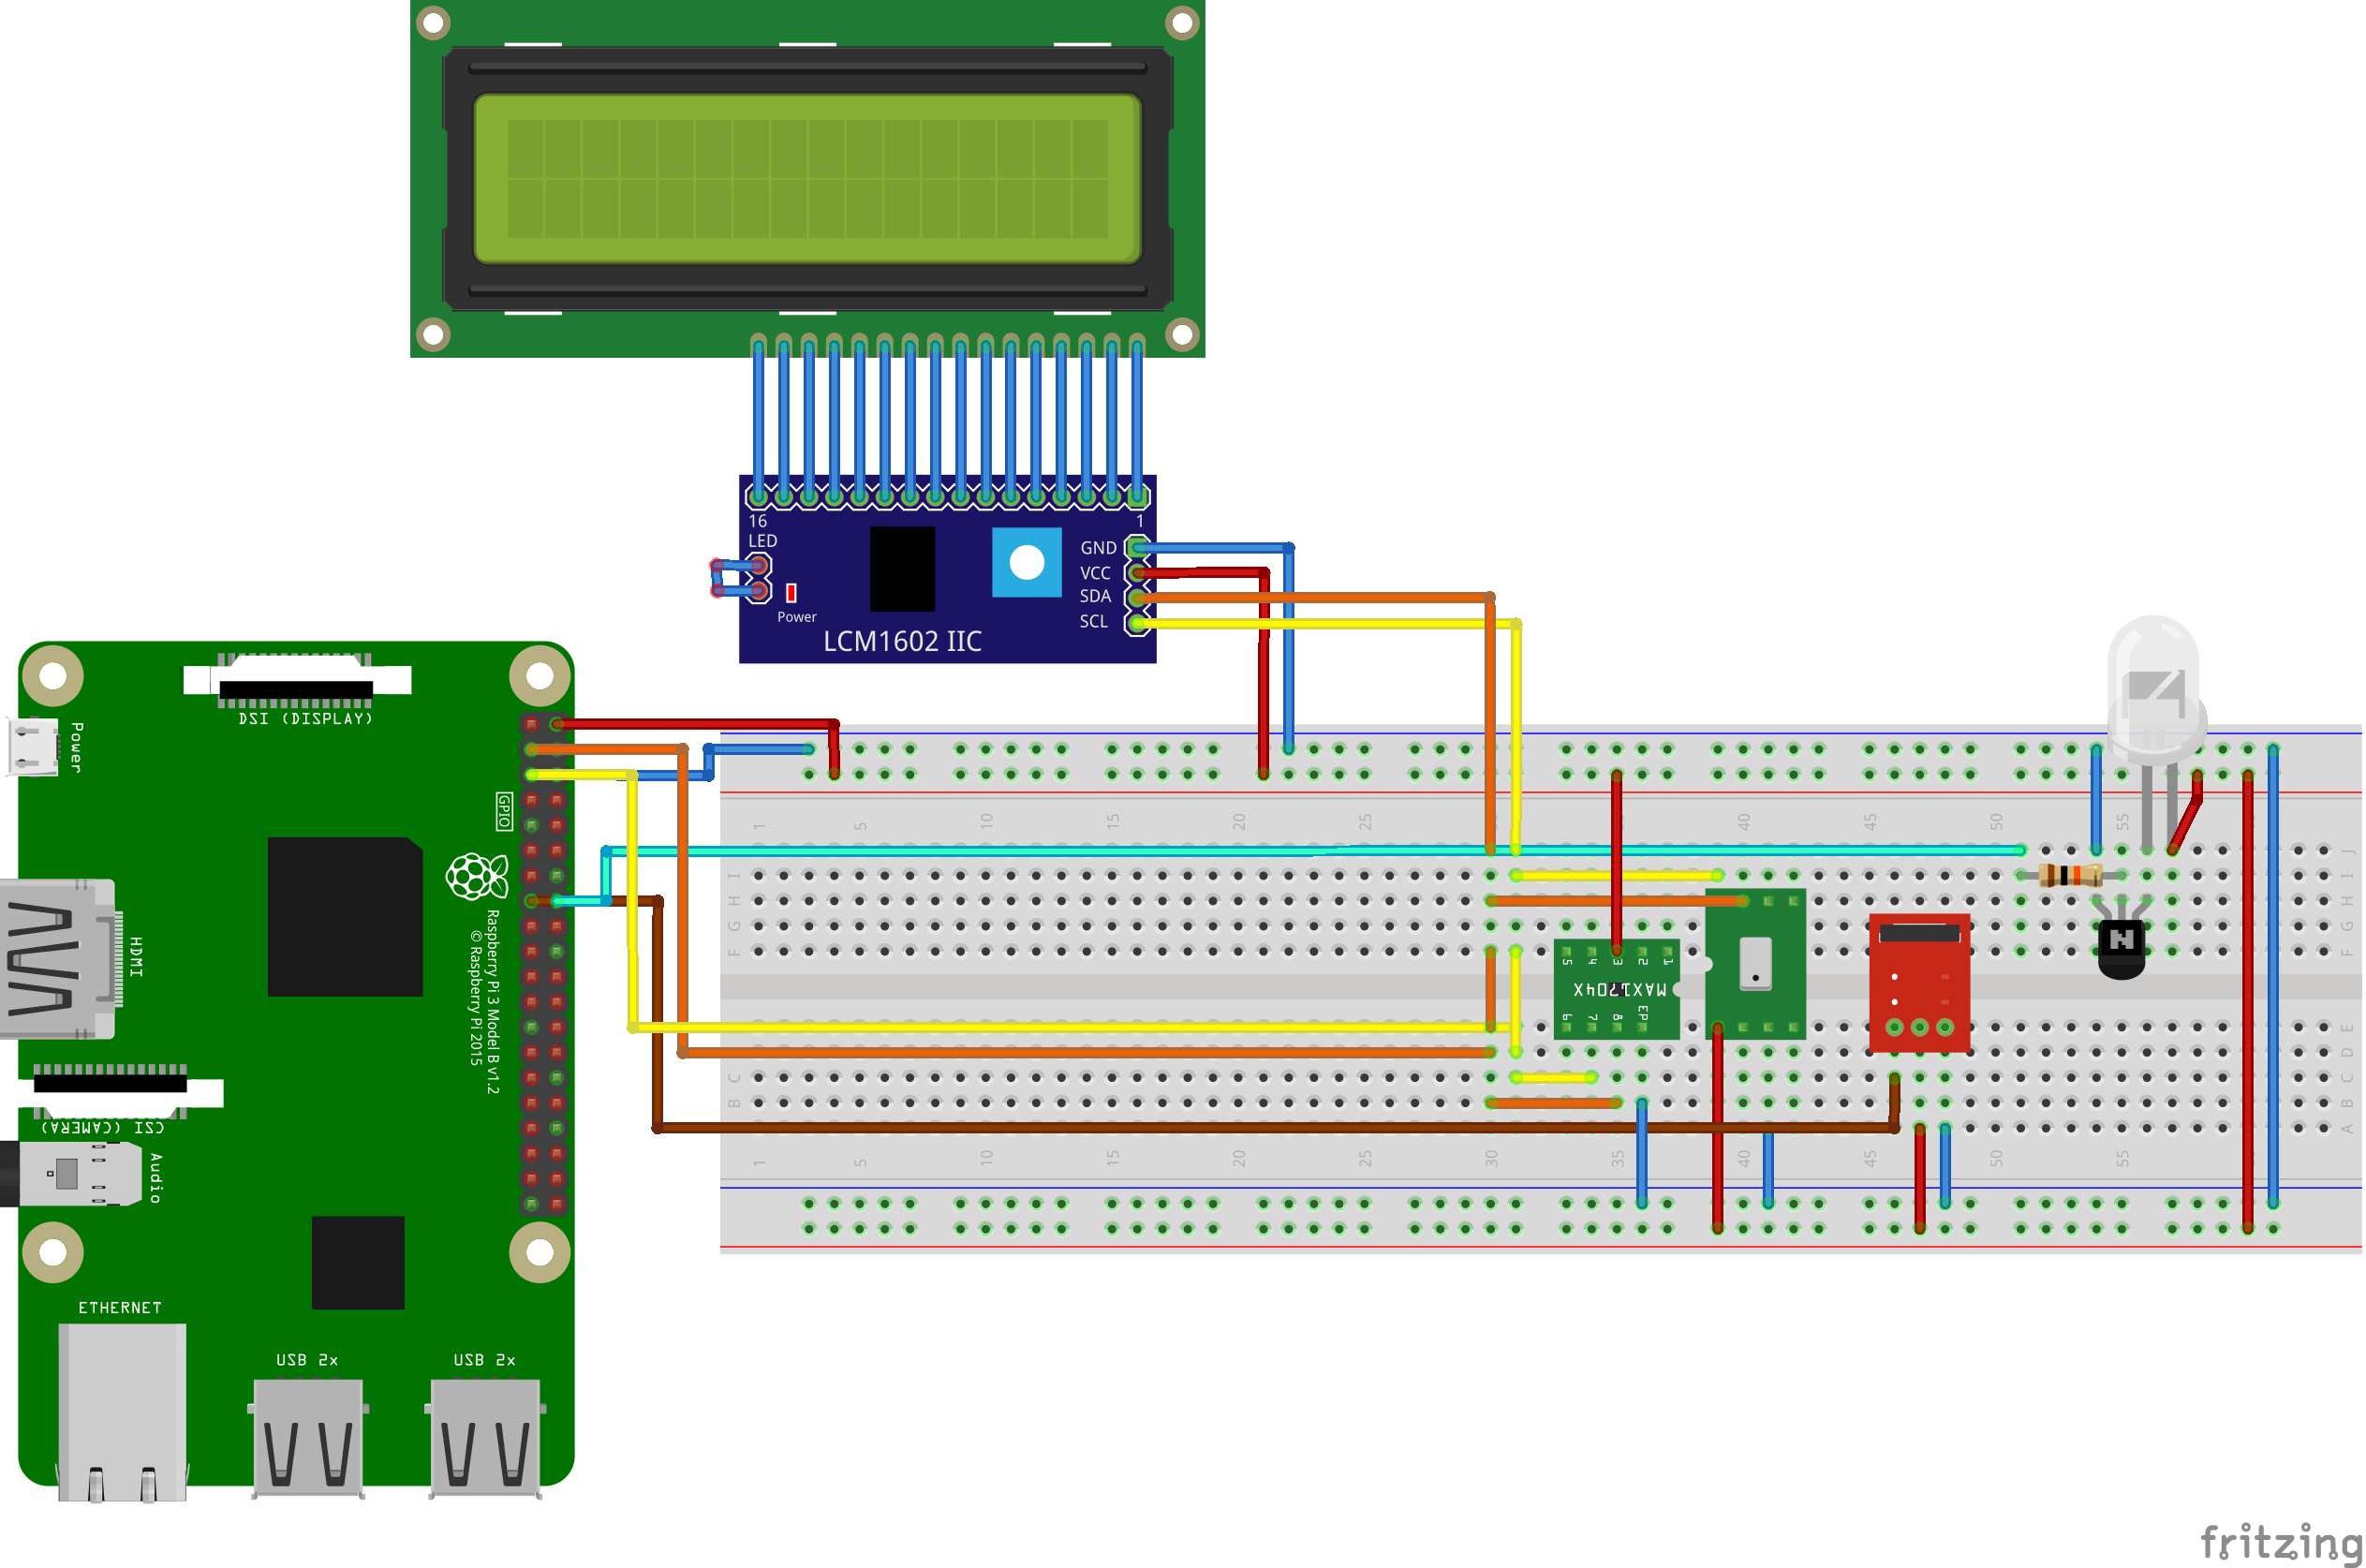 16
1
LED
GND
VCC
SDA
SCL
Power
LCM1602 IIC
DSI (DISPLAY)
Power
GPIO
HDMI
Raspberry Pi 3 Model B v1.2
© Raspberry Pi 2015
CSI (CAMERA)
Audio
ETHERNET
USB 2x
USB 2x
1 5 10 15 20 25 40 45 50 55
J
I
H
G
F
5 4 3 2 1
MAX1704X
6 7 8 EP
E
D
C
B
A
1 5 10 15 20 25 30 35 40 45 50 55
fritzing